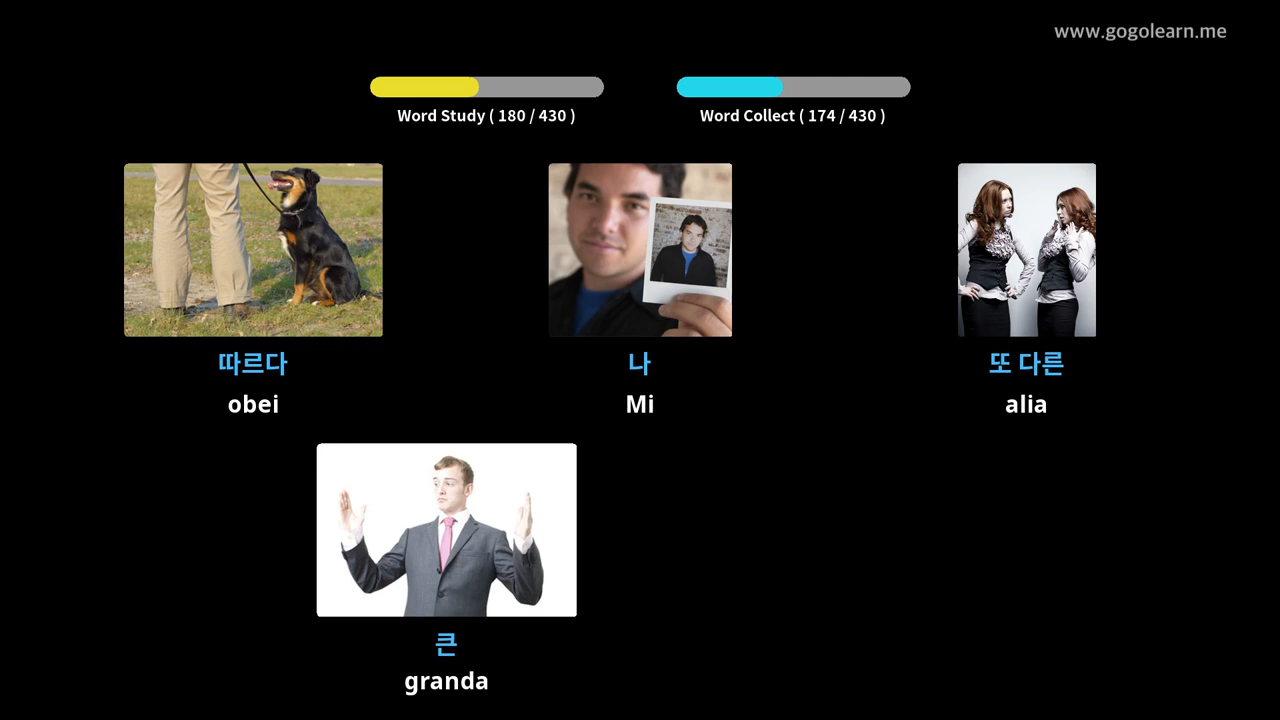 www.gogolearn.me
Word Study ( 180 / 430 )
Word Collect ( 174 / 430 )
따르다
obei
나
Mi
또 다른
alia
큰
granda